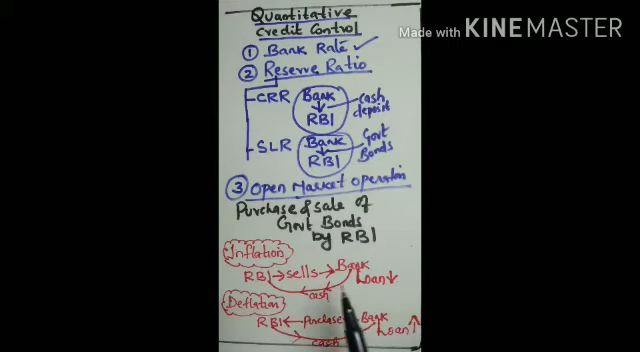 Made with KINEMASTER
Quantitative
Credit Control
① Bank Rate ✓
② Reserve Ratio
CRR Bank
↓ cash deposit
RBI
SLR Bank
↓ Govt Bonds
RBI
③ Open Market Operation
Purchase & sale of
Govt Bonds
by RBI
Inflation
RBI → sells → Bank
cash Loan↓
Deflation
RBI ← Purchase Bank
cash Loan↑